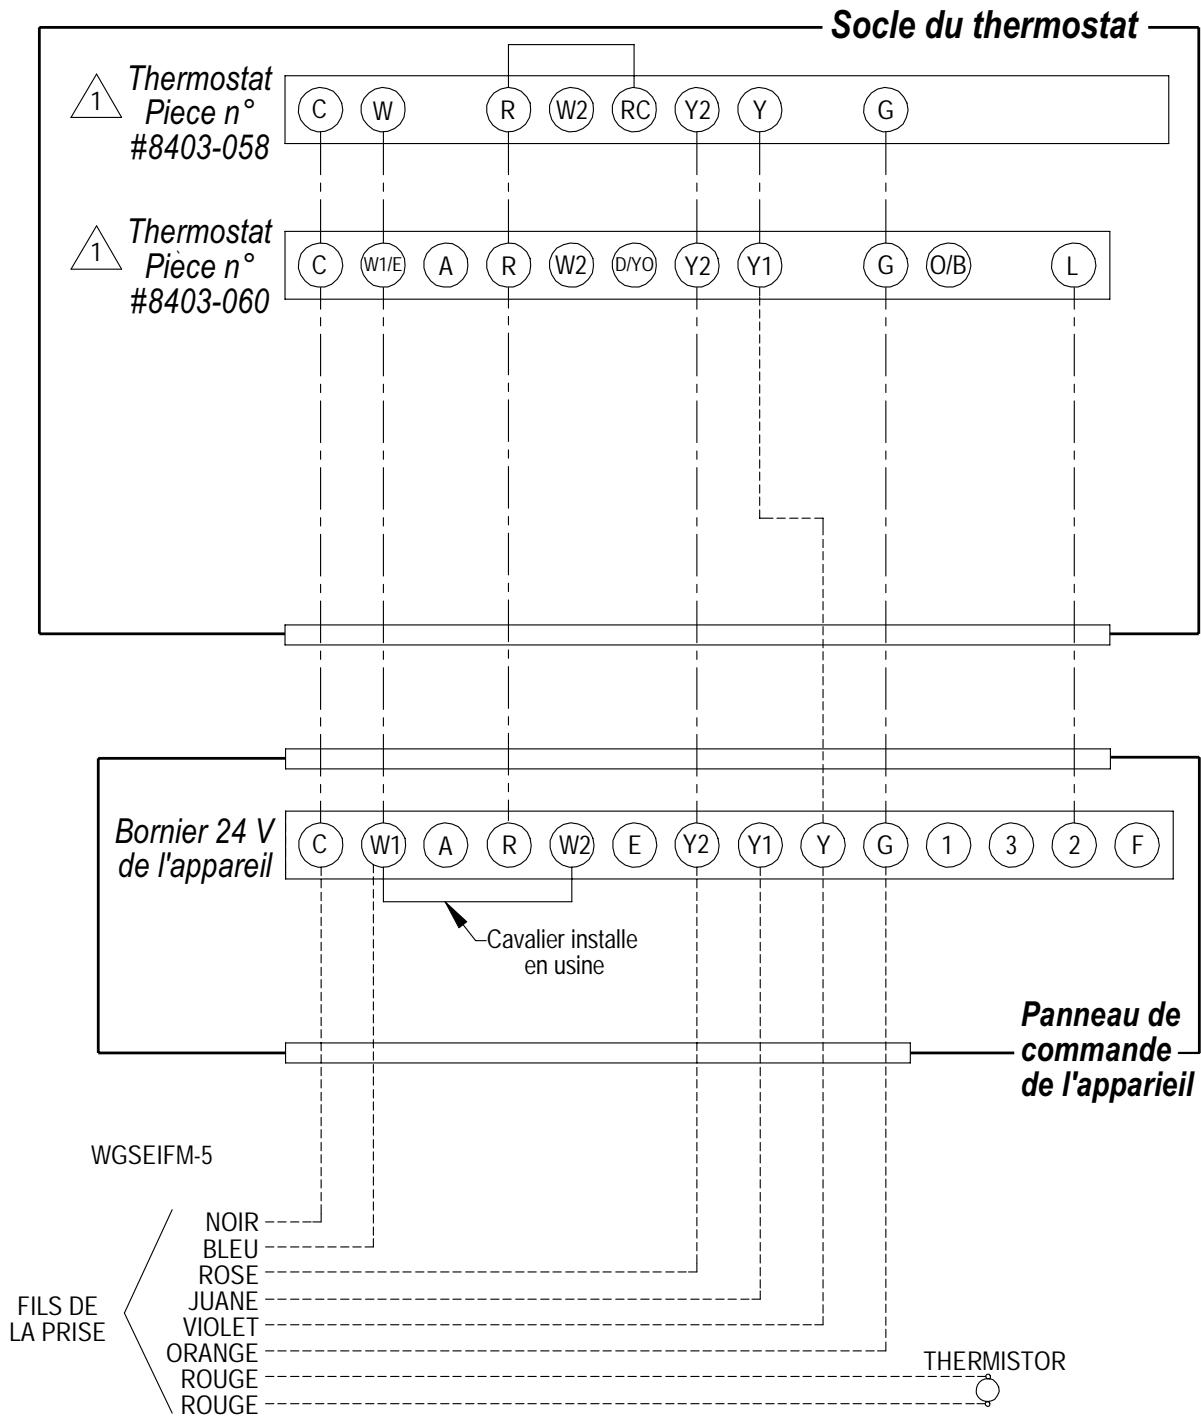 Socle du thermostat
1
Thermostat
Piece n°
#8403-058
C W R W2 RC Y2 Y G
1
Thermostat
Pièce n°
#8403-060
C W1/E A R W2 D/YO Y2 Y1 G O/B L
Bornier 24 V
de l'appareil
C W1 A R W2 E Y2 Y1 Y G 1 3 2 F
Cavalier installe
en usine
Panneau de
commande
de l'apparieil
WGSEIFM-5
FILS DE
LA PRISE
NOIR
BLEU
ROSE
JUANE
VIOLET
ORANGE
ROUGE
ROUGE
THERMISTOR